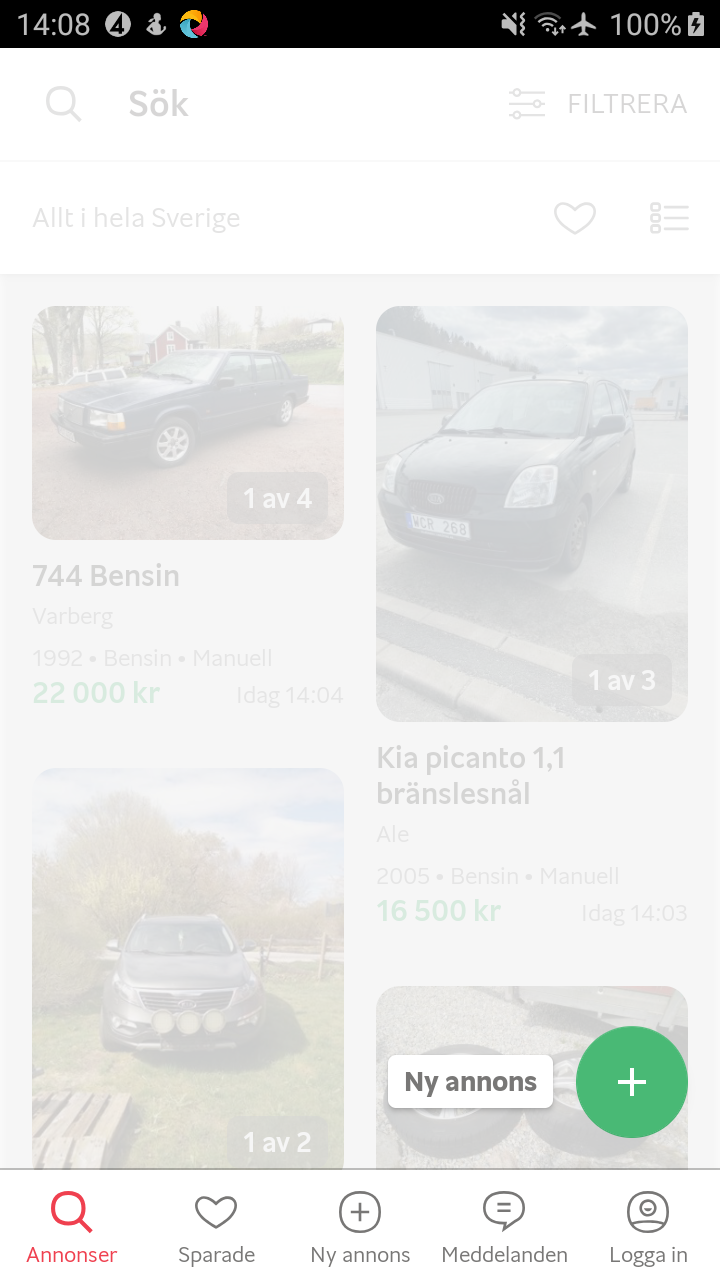 14:08
100%
Sök
FILTRERA
Allt i hela Sverige
1 av 4
744 Bensin
Varberg
1992 • Bensin • Manuell
22 000 kr
Idag 14:04
WCR 268
1 av 3
Kia picanto 1,1
bränslesnål
Ale
2005 • Bensin • Manuell
16 500 kr
Idag 14:03
1 av 2
Ny annons
Annonser
Sparade
Ny annons
Meddelanden
Logga in